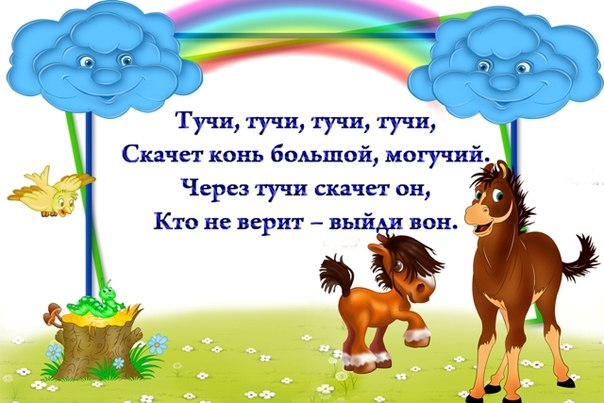 Тучи, тучи, тучи, тучи,
Скачет конь большой, могучий.
Через тучи скачет он,
Кто не верит – выйди вон.